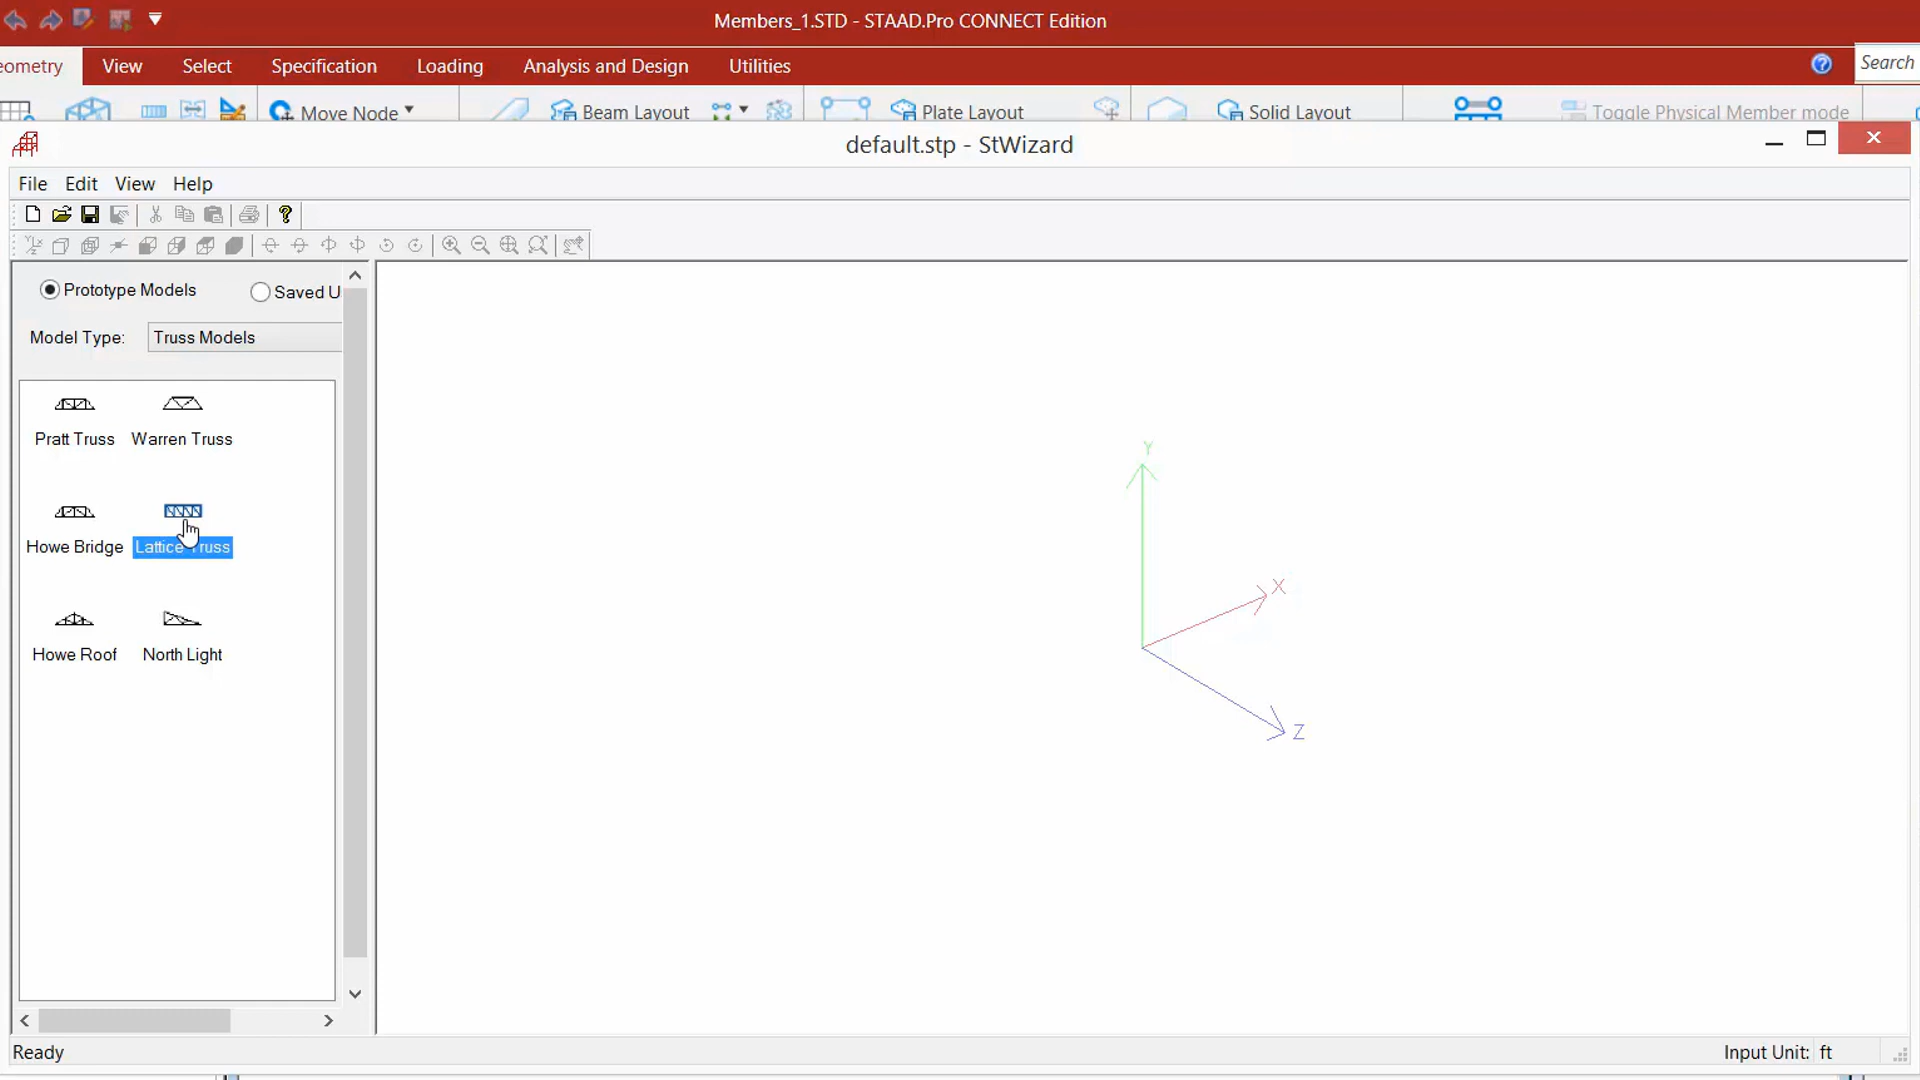 Members_1.STD - STAAD.Pro CONNECT Edition
eometry View Select Specification Loading Analysis and Design Utilities Search
Move Node Beam Layout Plate Layout Solid Layout Toggle Physical Member mode
default.stp - StWizard
File Edit View Help
Prototype Models Saved U
Model Type: Truss Models
Pratt Truss Warren Truss
Howe Bridge Lattice Truss
Howe Roof North Light
Y
X
Z
Ready Input Unit: ft